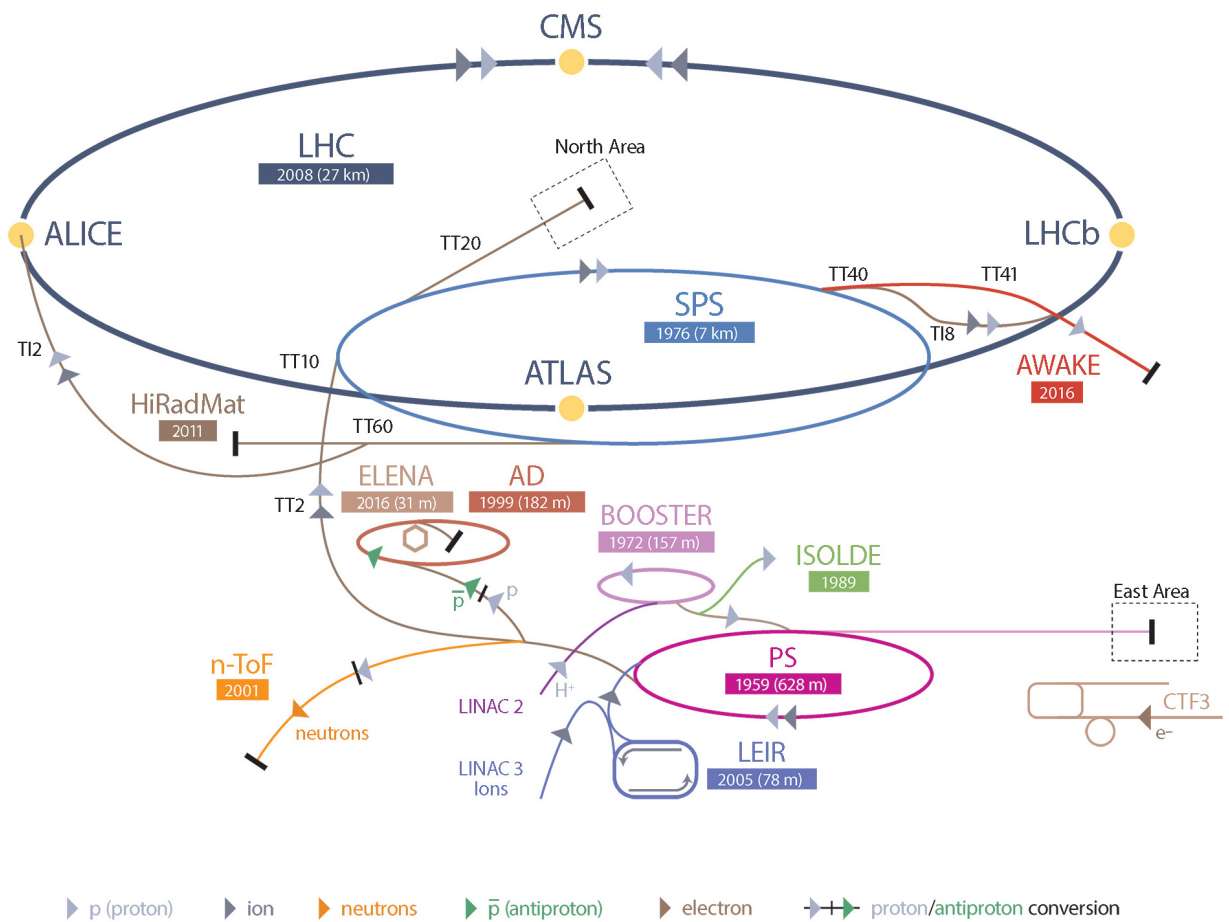 CMS
LHC
2008 (27 km)
North Area
ALICE
LHCb
TT20
TT40
TT41
SPS
1976 (7 km)
TI8
TI2
TT10
ATLAS
AWAKE
2016
HiRadMat
2011
TT60
ELENA
2016 (31 m)
AD
1999 (182 m)
TT2
BOOSTER
1972 (157 m)
ISOLDE
1989
p̅
p
East Area
n-ToF
2001
PS
1959 (628 m)
H⁺
LINAC 2
neutrons
CTF3
e⁻
LINAC 3
Ions
LEIR
2005 (78 m)
p (proton)
ion
neutrons
p̅ (antiproton)
electron
proton/antiproton conversion